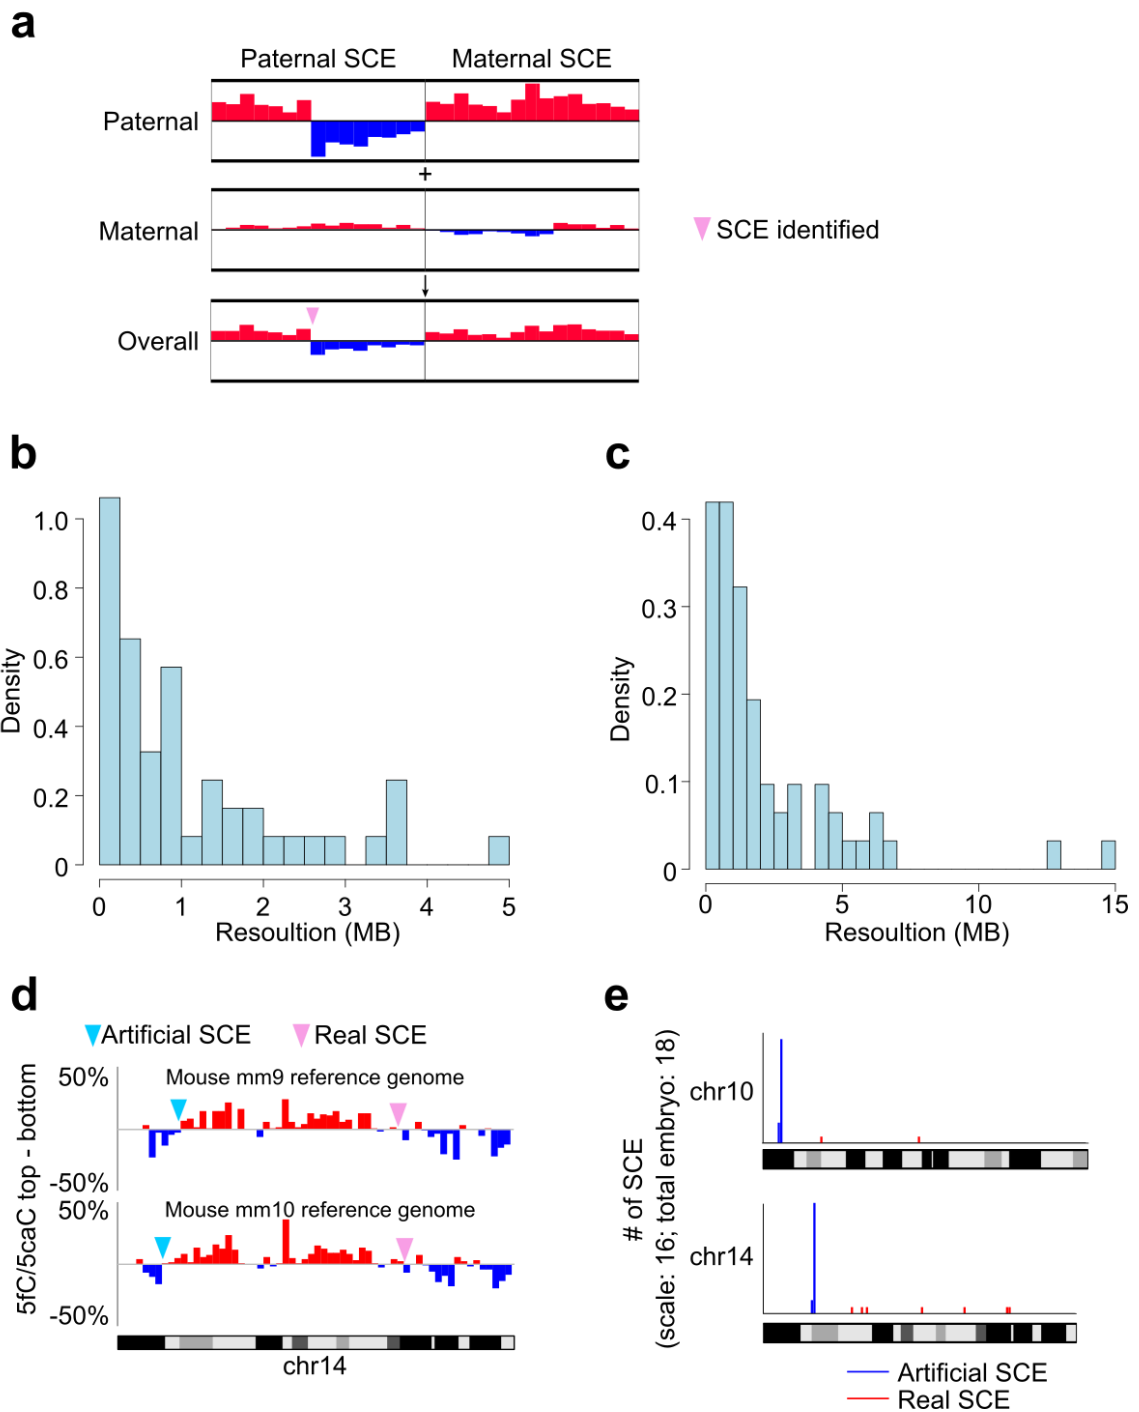 a
Paternal SCE
Maternal SCE
Paternal
+
Maternal
SCE identified
Overall
b
1.0
0.8
0.6
0.4
0.2
0
Density
0 1 2 3 4 5
Resoultion (MB)
c
0.4
0.3
0.2
0.1
0
Density
0 5 10 15
Resoultion (MB)
d
Artificial SCE
Real SCE
5fC/5caC top - bottom
50%
Mouse mm9 reference genome
-50%
50%
Mouse mm10 reference genome
-50%
chr14
e
# of SCE
(scale: 16; total embryo: 18)
chr10
chr14
Artificial SCE
Real SCE